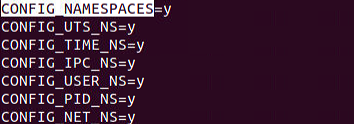 CONFIG_NAMESPACES=y
CONFIG_UTS_NS=y
CONFIG_TIME_NS=y
CONFIG_IPC_NS=y
CONFIG_USER_NS=y
CONFIG_PID_NS=y
CONFIG_NET_NS=y